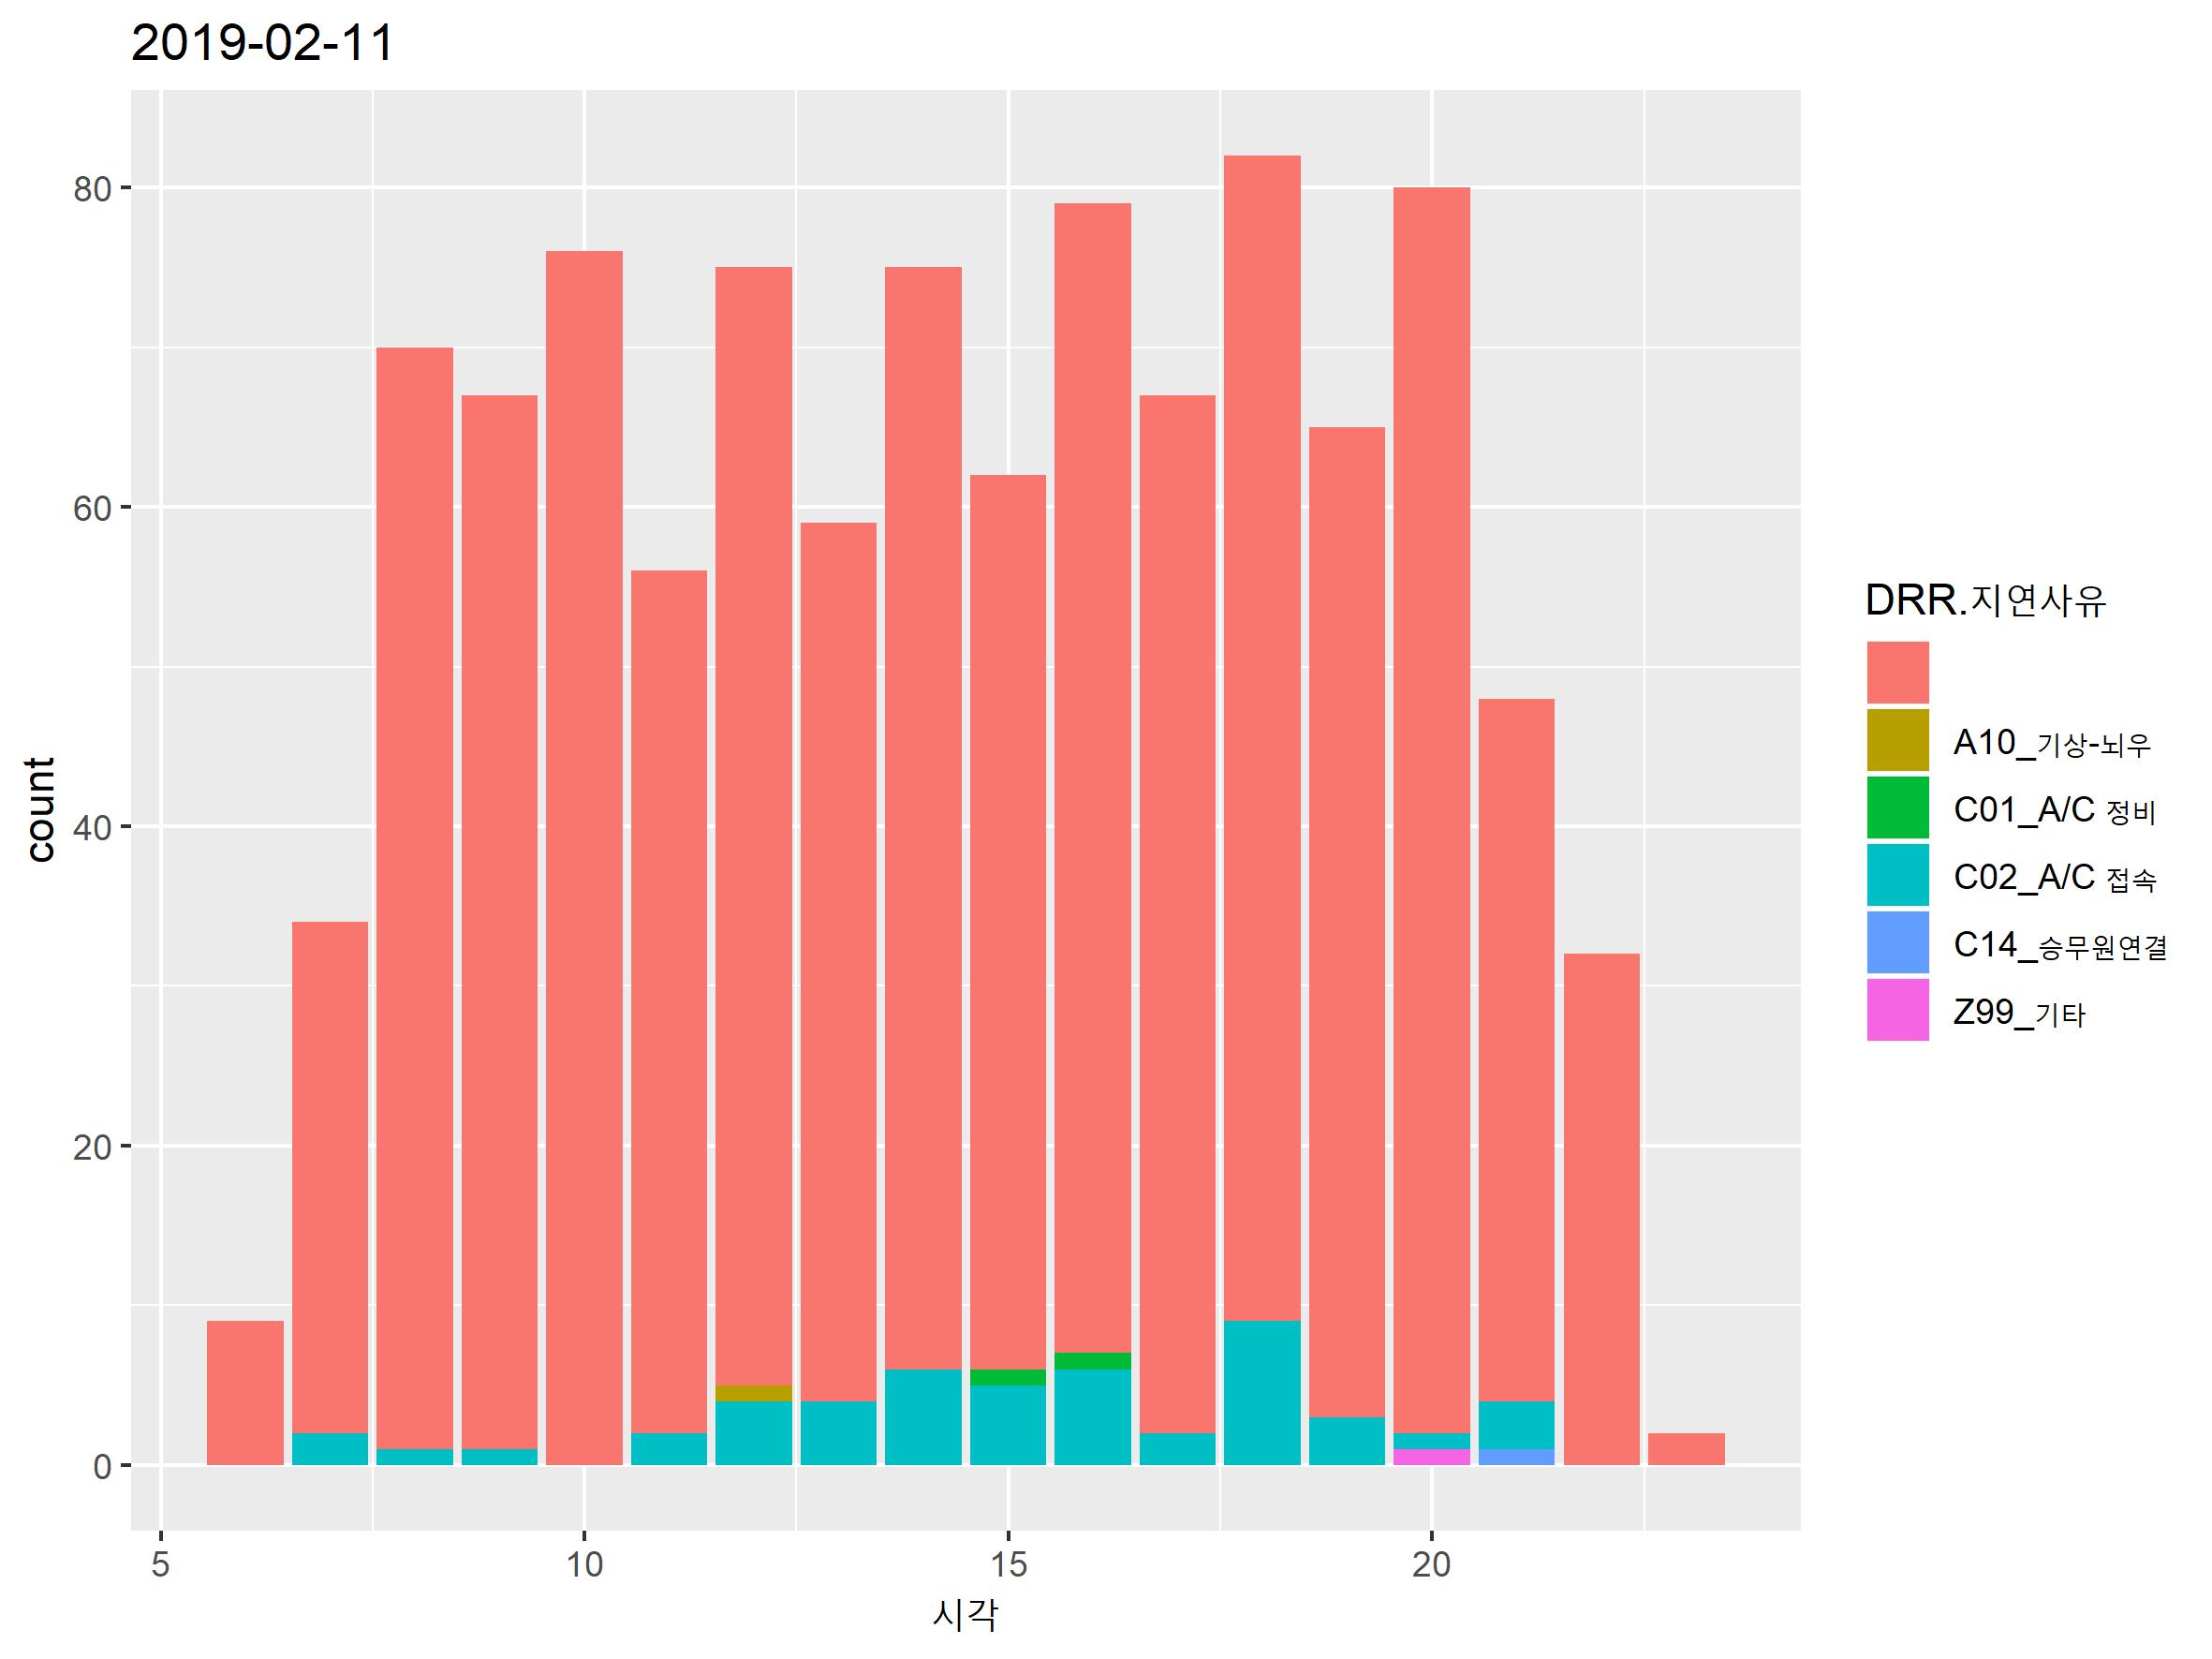 2019-02-11
80
60
40
20
0
count
5 10 15 20
시각
DRR.지연사유
A10_기상-뇌우
C01_A/C 정비
C02_A/C 접속
C14_승무원연결
Z99_기타